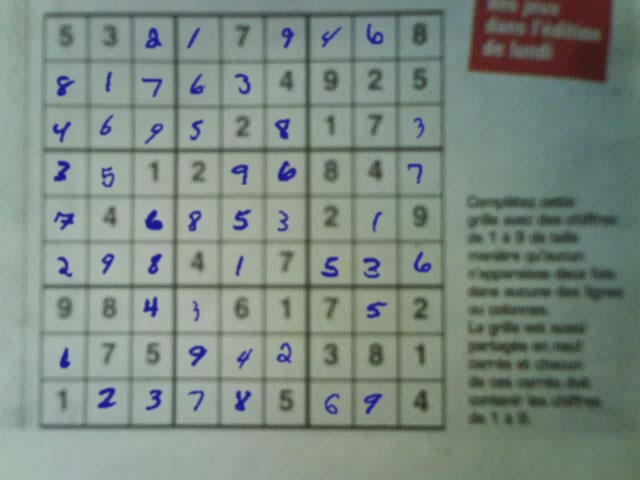 des jeux
dans l'édition
de lundi
5 3 2 1 7 9 4 6 8
8 1 7 6 3 4 9 2 5
4 6 9 5 2 8 1 7 3
3 5 1 2 9 6 8 4 7
7 4 6 8 5 3 2 1 9
2 9 8 4 1 7 5 3 6
9 8 4 3 6 1 7 5 2
6 7 5 9 4 2 3 8 1
1 2 3 7 8 5 6 9 4
Complétez cette
grille avec des chiffres
de 1 à 9 de telle
manière qu'aucun
n'apparaisse deux fois
dans aucune des lignes
ou colonnes.
La grille est aussi
partagée en neuf
carrés et chacun
de ces carrés doit
contenir les chiffres
de 1 à 9.